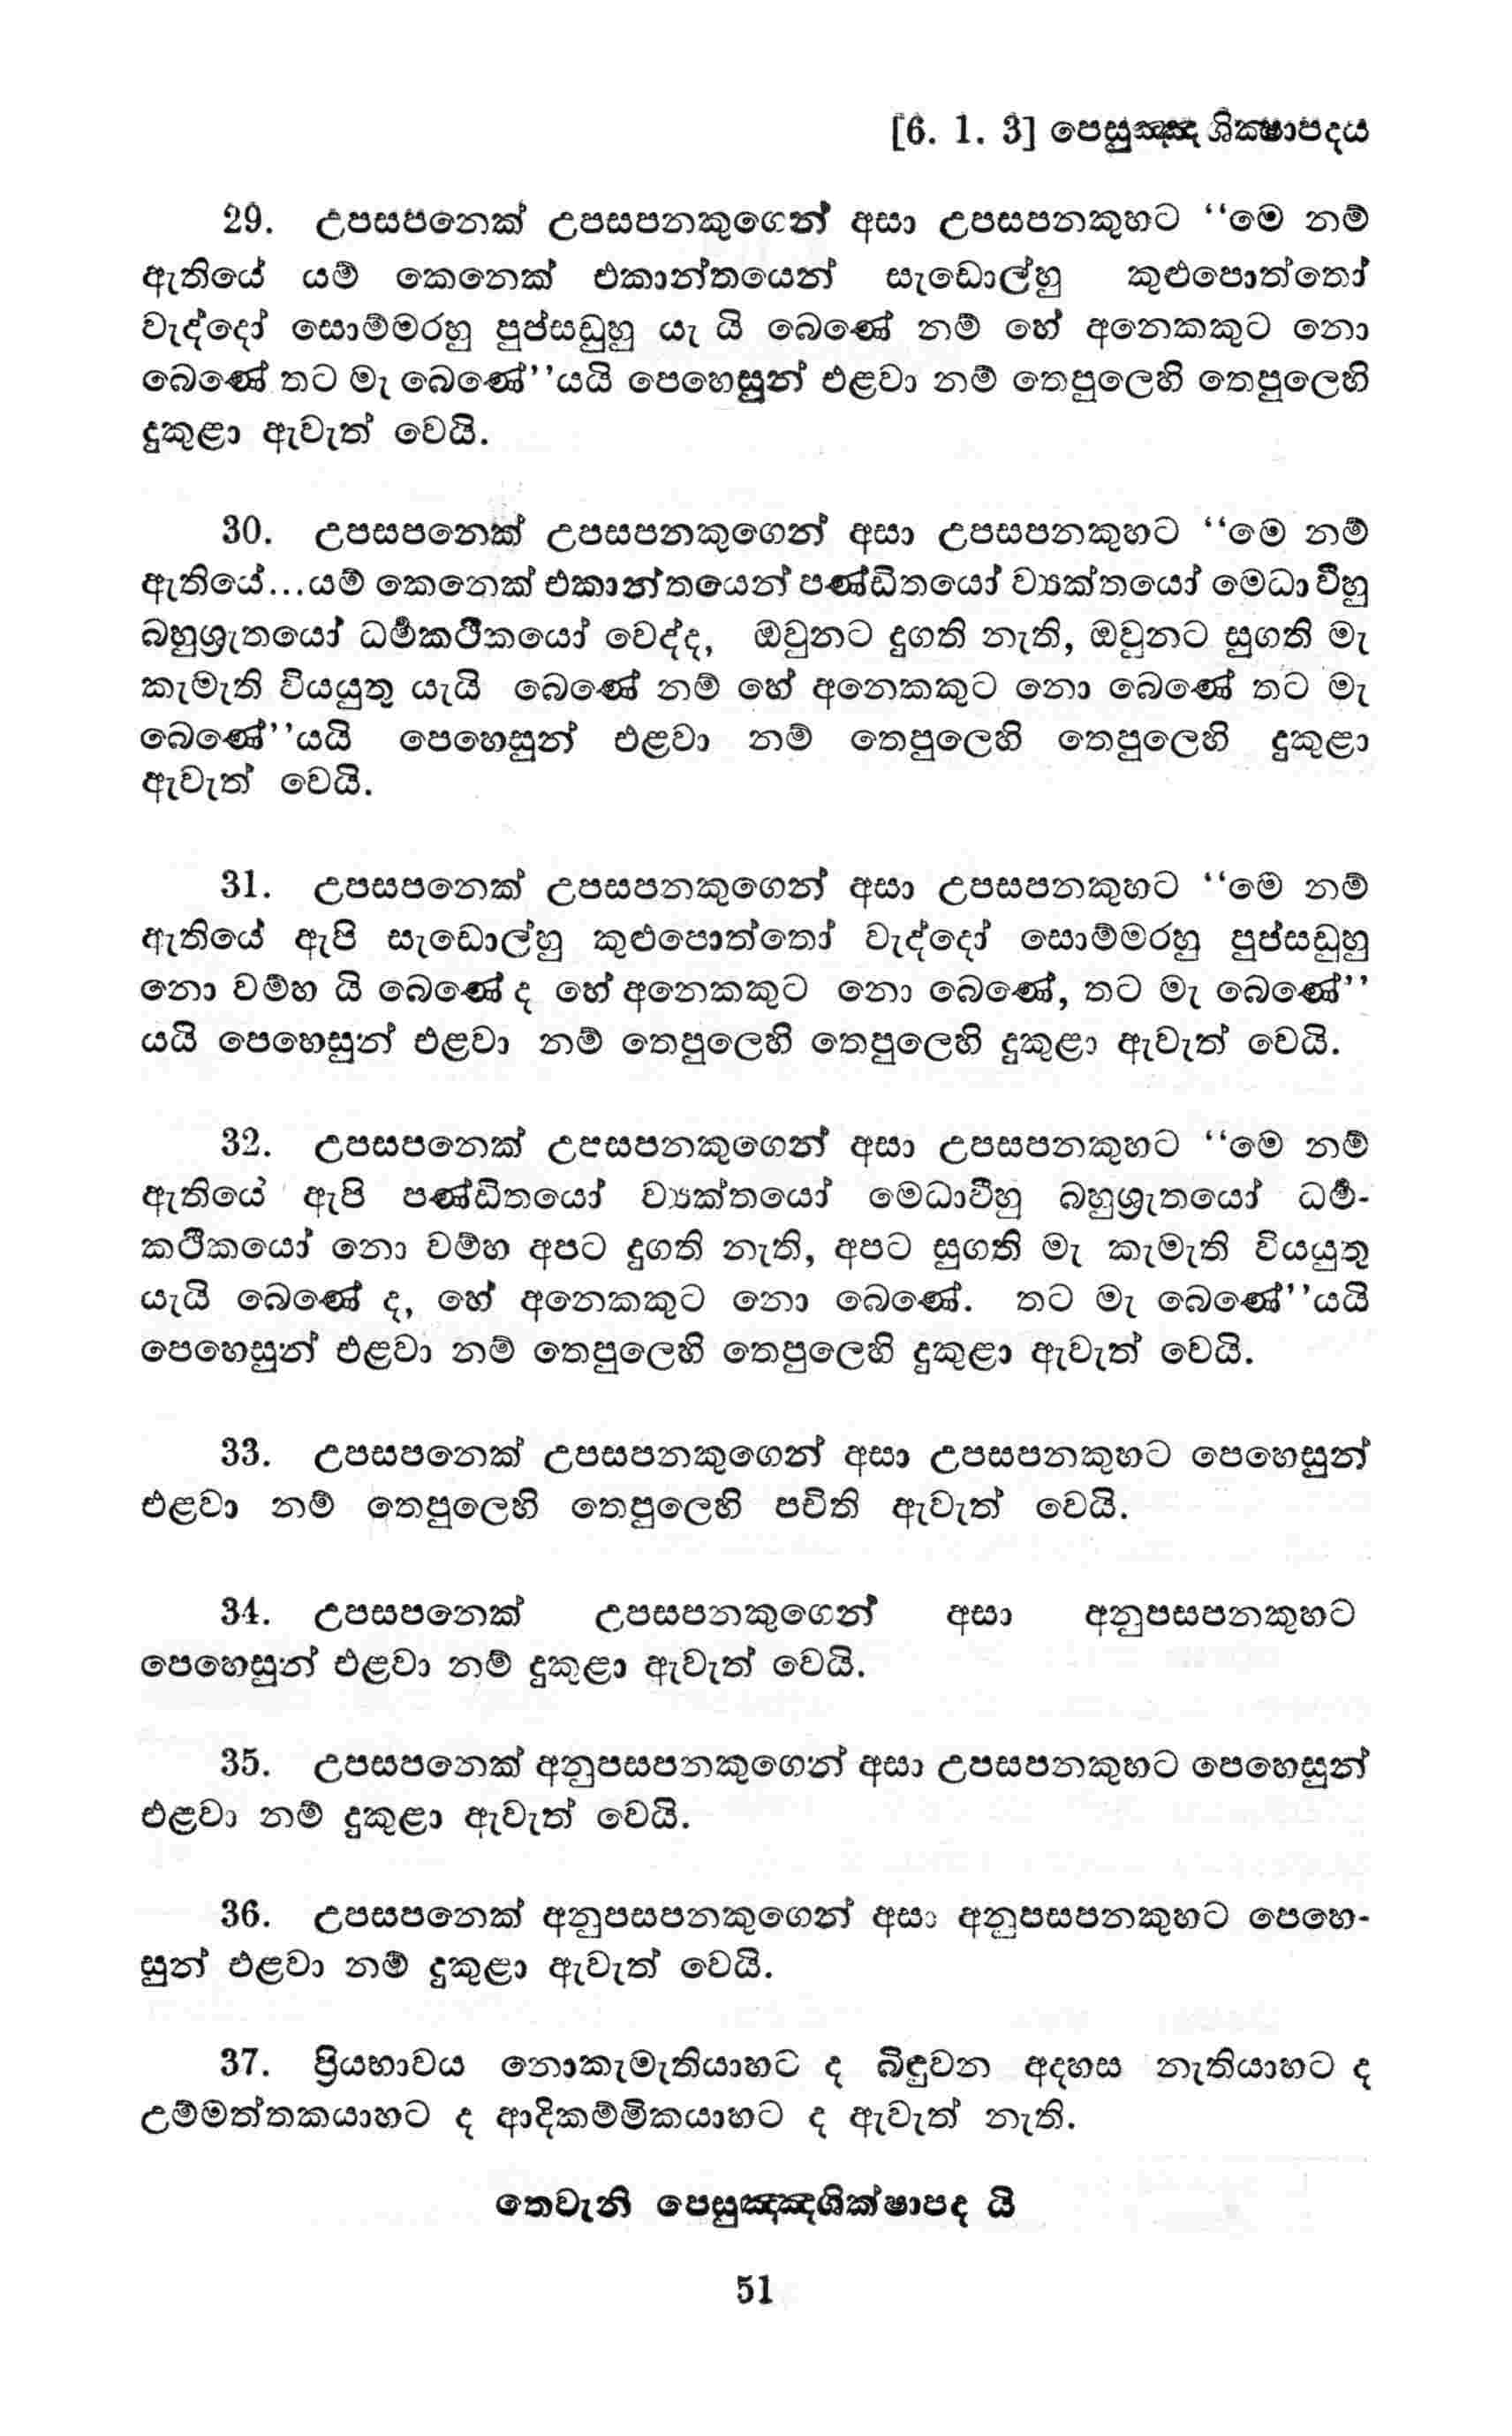 [6. 1. 3] පෙසුඤ්ඤ ශික්ෂාපදය
29. උපසපනෙක් උපසපනකුගෙන් අසා උපසපනකුහට “මෙ නම්
ඇතියේ යම් කෙනෙක් එකාන්තයෙන් සැඩොල්හු කුළුපොත්තෝ
වැද්දෝ සොම්මරහු පුප්සඩුහු යැ යි බෙණේ නම් හේ අනෙකකුට නො
බෙණේ තට මැ බෙණේ”යයි පෙහෙසුන් එළවා නම් තෙපුලෙහි තෙපුලෙහි
දුකුළා ඇවැත් වෙයි.
30. උපසපනෙක් උපසපනකුගෙන් අසා උපසපනකුහට “මෙ නම්
ඇතියේ...යම් කෙනෙක් එකාන්තයෙන් පණ්ඩිතයෝ ව්‍යක්තයෝ මෙධාවීහු
බහුශ්‍රැතයෝ ධර්‍මකථිකයෝ වෙද්ද, ඔවුනට දුගති නැති, ඔවුනට සුගති මැ
කැමැති වියයුතු යැයි බෙණේ නම් හේ අනෙකකුට නො බෙණේ තට මැ
බෙණේ”යයි පෙහෙසුන් එළවා නම් තෙපුලෙහි තෙපුලෙහි දුකුළා
ඇවැත් වෙයි.
31. උපසපනෙක් උපසපනකුගෙන් අසා උපසපනකුහට “මෙ නම්
ඇතියේ ඇපි සැඩොල්හු කුළුපොත්තෝ වැද්දෝ සොම්මරහු පුප්සඩුහු
නො වම්හ යි බෙණේ ද හේ අනෙකකුට නො බෙණේ, තට මැ බෙණේ”
යයි පෙහෙසුන් එළවා නම් තෙපුලෙහි තෙපුලෙහි දුකුළා ඇවැත් වෙයි.
32. උපසපනෙක් උපසපනකුගෙන් අසා උපසපනකුහට “මෙ නම්
ඇතියේ ඇපි පණ්ඩිතයෝ ව්‍යක්තයෝ මෙධාවීහු බහුශ්‍රැතයෝ ධර්‍ම-
කථිකයෝ නො වම්හ අපට දුගති නැති, අපට සුගති මැ කැමැති වියයුතු
යැයි බෙණේ ද, හේ අනෙකකුට නො බෙණේ. තට මැ බෙණේ”යයි
පෙහෙසුන් එළවා නම් තෙපුලෙහි තෙපුලෙහි දුකුළා ඇවැත් වෙයි.
33. උපසපනෙක් උපසපනකුගෙන් අසා උපසපනකුහට පෙහෙසුන්
එළවා නම් තෙපුලෙහි තෙපුලෙහි පචිති ඇවැත් වෙයි.
34. උපසපනෙක් උපසපනකුගෙන් අසා අනුපසපනකුහට
පෙහෙසුන් එළවා නම් දුකුළා ඇවැත් වෙයි.
35. උපසපනෙක් අනුපසපනකුගෙන් අසා උපසපනකුහට පෙහෙසුන්
එළවා නම් දුකුළා ඇවැත් වෙයි.
36. උපසපනෙක් අනුපසපනකුගෙන් අසා අනුපසපනකුහට පෙහෙ-
සුන් එළවා නම් දුකුළා ඇවැත් වෙයි.
37. ප්‍රියභාවය නොකැමැතියාහට ද බිඳුවන අදහස නැතියාහට ද
උම්මත්තකයාහට ද ආදිකම්මිකයාහට ද ඇවැත් නැති.
තෙවැනි පෙසුඤ්ඤශික්ෂාපද යි
51